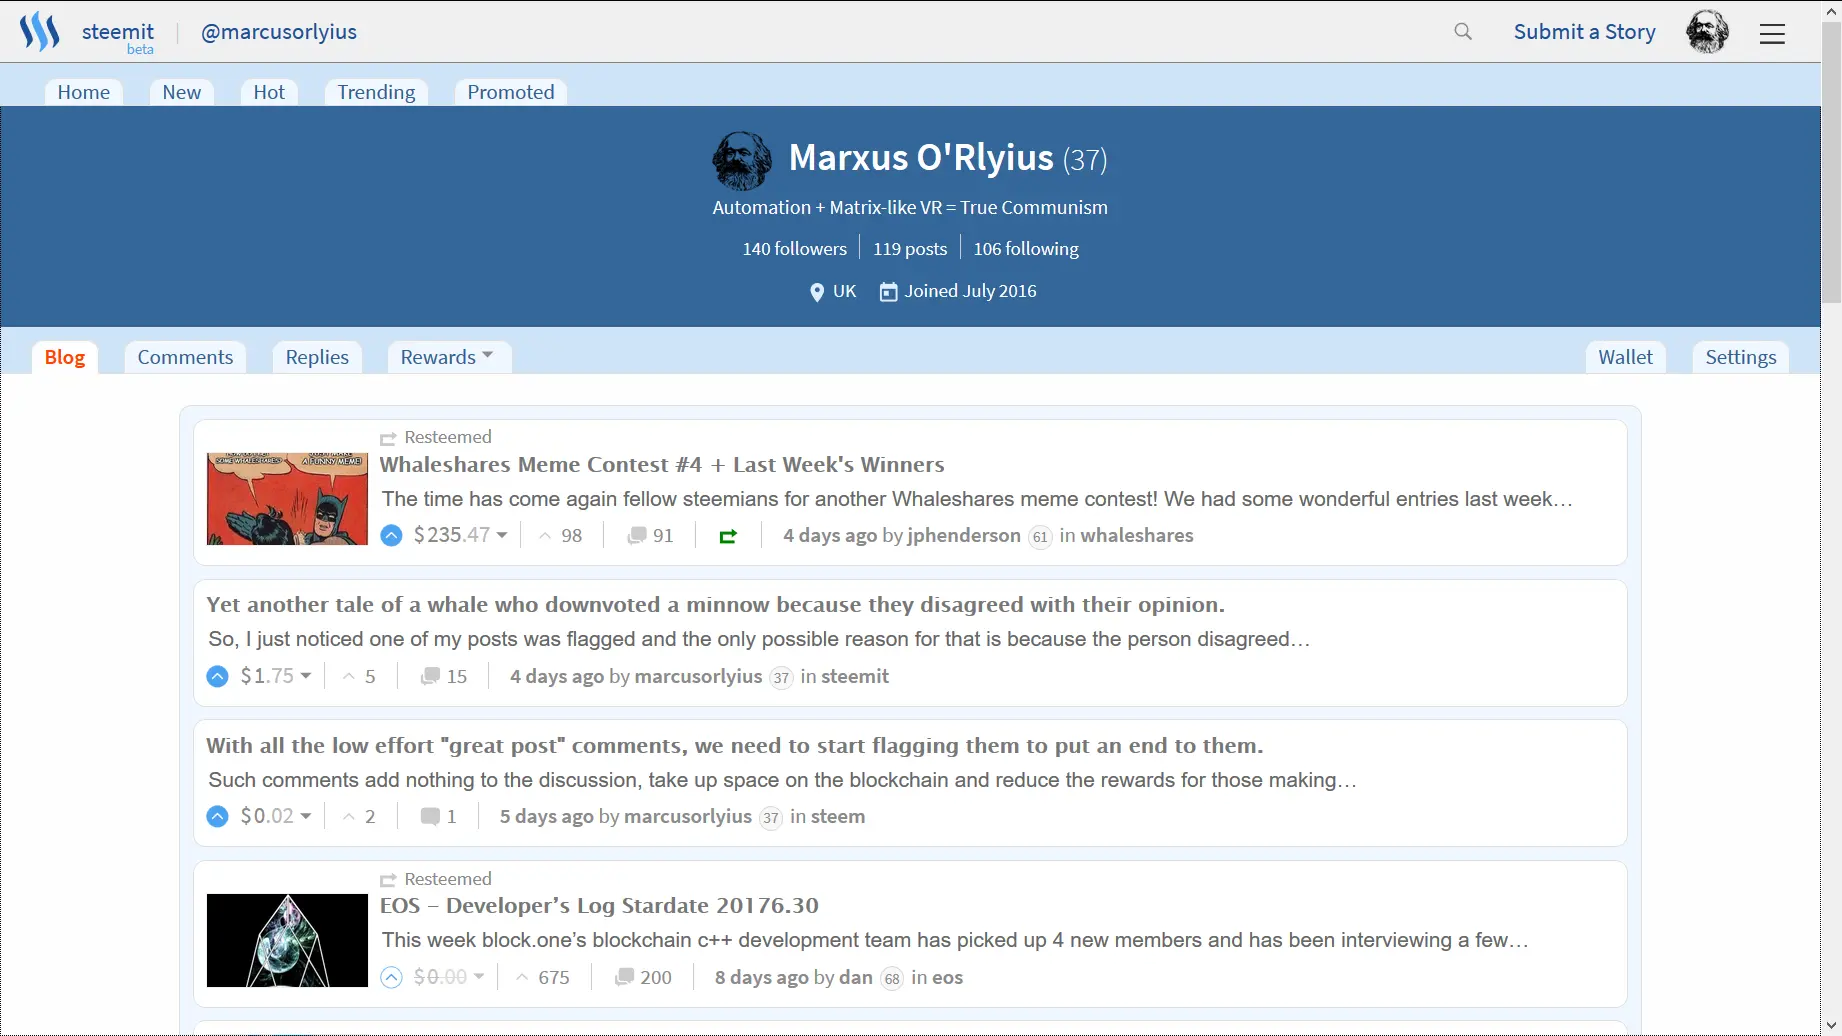 steemit
beta
@marcusorlyius
Submit a Story
Home New Hot Trending Promoted
Marxus O'Rlyius (37)
Automation + Matrix-like VR = True Communism
140 followers 119 posts 106 following
UK Joined July 2016
Blog Comments Replies Rewards Wallet Settings
Resteemed
SOME WHALESHARES?
A FUNNY MEME!
Whaleshares Meme Contest #4 + Last Week's Winners
The time has come again fellow steemians for another Whaleshares meme contest! We had some wonderful entries last week…
$235.47 98 91 4 days ago by jphenderson 61 in whaleshares
Yet another tale of a whale who downvoted a minnow because they disagreed with their opinion.
So, I just noticed one of my posts was flagged and the only possible reason for that is because the person disagreed…
$1.75 5 15 4 days ago by marcusorlyius 37 in steemit
With all the low effort "great post" comments, we need to start flagging them to put an end to them.
Such comments add nothing to the discussion, take up space on the blockchain and reduce the rewards for those making…
$0.02 2 1 5 days ago by marcusorlyius 37 in steem
Resteemed
EOS – Developer’s Log Stardate 20176.30
This week block.one’s blockchain c++ development team has picked up 4 new members and has been interviewing a few…
$0.00 675 200 8 days ago by dan 68 in eos